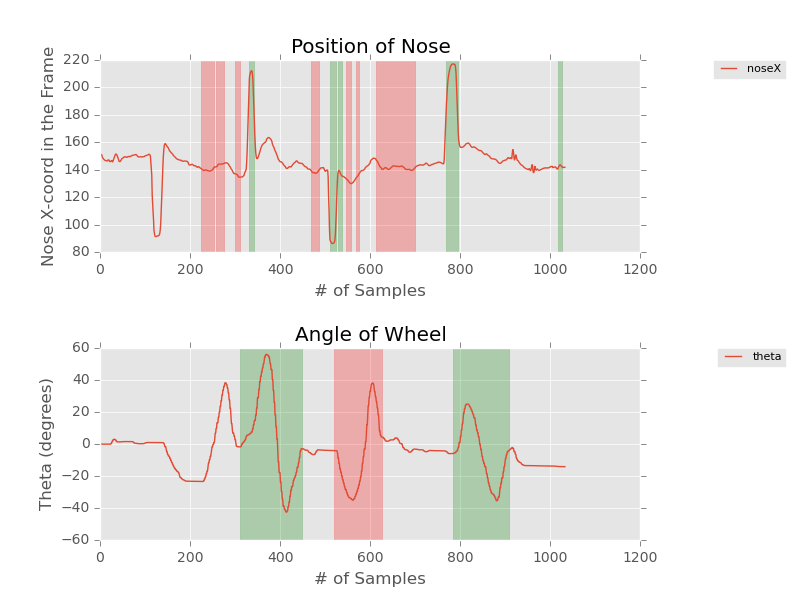 Position of Nose
noseX
Nose X-coord in the Frame
220
200
180
160
140
120
100
80
0 200 400 600 800 1000 1200
# of Samples
Angle of Wheel
theta
Theta (degrees)
60
40
20
0
−20
−40
−60
0 200 400 600 800 1000 1200
# of Samples